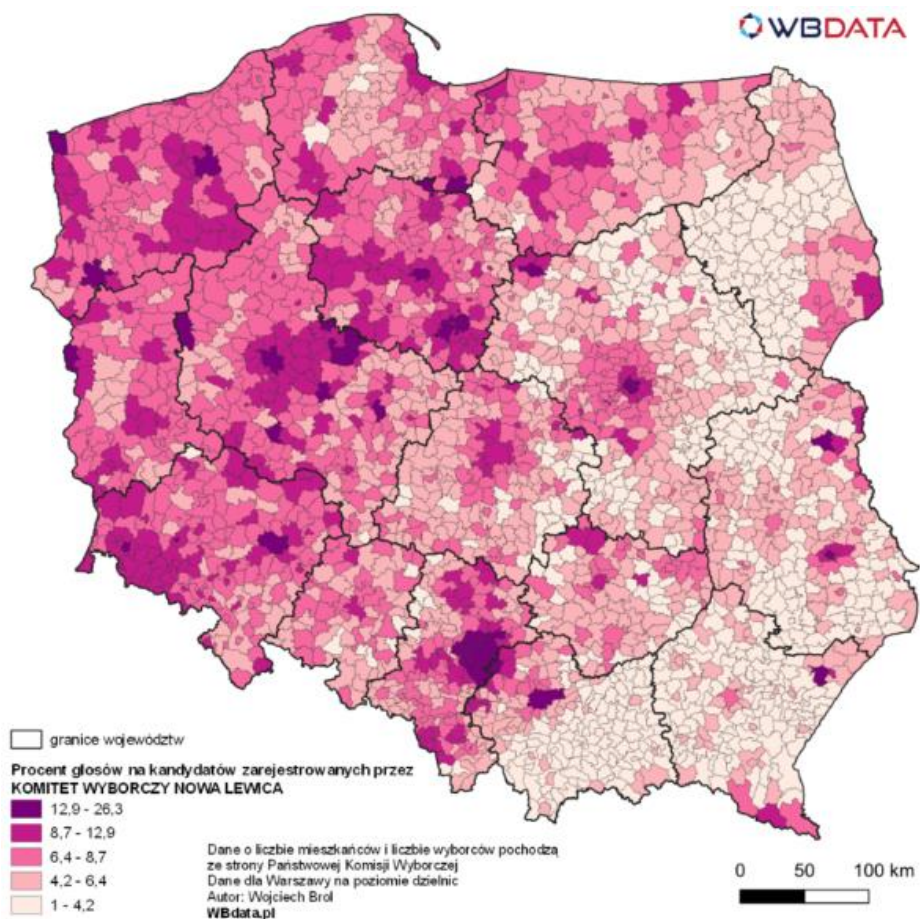 WBDATA
granice województw
Procent głosów na kandydatów zarejestrowanych przez
KOMITET WYBORCZY NOWA LEWICA
12,9 - 26,3
8,7 - 12,9
6,4 - 8,7
4,2 - 6,4
1 - 4,2
Dane o liczbie mieszkańców i liczbie wyborców pochodzą
ze strony Państwowej Komisji Wyborczej
Dane dla Warszawy na poziomie dzielnic
Autor: Wojciech Brol
WBdata.pl
0 50 100 km